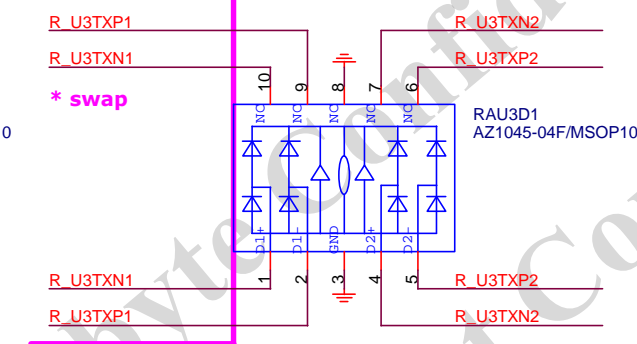 R_U3TXP1
R_U3TXN2
R_U3TXN1
R_U3TXP2
* swap
10
9
8
7
6
NC
NC
NC
NC
NC
RAU3D1
AZ1045-04F/MSOP10
0
D1+
D1-
GND
D2+
D2-
1
2
3
4
5
R_U3TXN1
R_U3TXP2
R_U3TXP1
R_U3TXN2